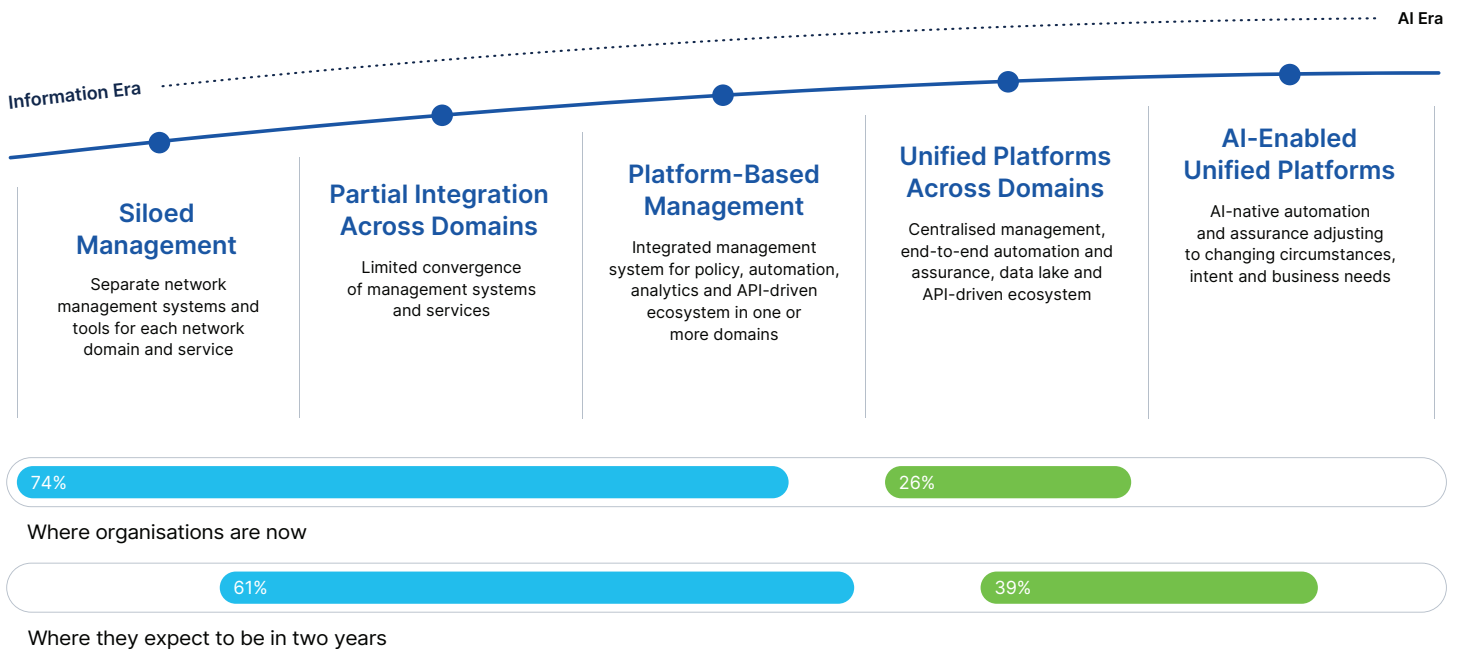 AI Era
Information Era
Siloed
Management
Separate network
management systems and
tools for each network
domain and service
Partial Integration
Across Domains
Limited convergence
of management systems
and services
Platform-Based
Management
Integrated management
system for policy, automation,
analytics and API-driven
ecosystem in one or
more domains
Unified Platforms
Across Domains
Centralised management,
end-to-end automation and
assurance, data lake and
API-driven ecosystem
AI-Enabled
Unified Platforms
AI-native automation
and assurance adjusting
to changing circumstances,
intent and business needs
74%
26%
Where organisations are now
61%
39%
Where they expect to be in two years